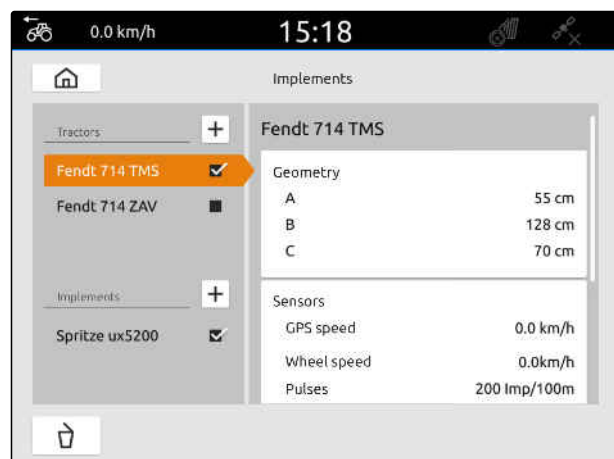 0.0 km/h 15:18
Implements
Tractors
Fendt 714 TMS
Fendt 714 ZAV
Implements
Spritze ux5200
Fendt 714 TMS
Geometry
A 55 cm
B 128 cm
C 70 cm
Sensors
GPS speed 0.0 km/h
Wheel speed 0.0km/h
Pulses 200 Imp/100m